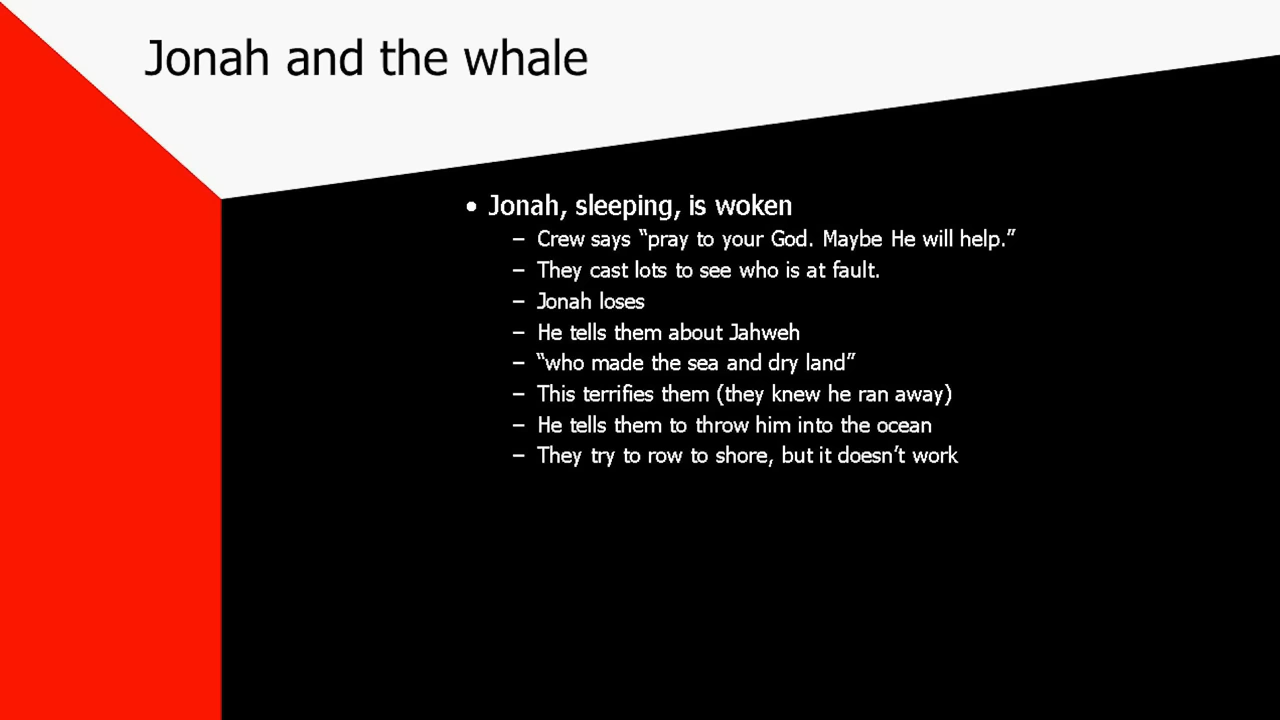 Jonah and the whale
• Jonah, sleeping, is woken
– Crew says “pray to your God. Maybe He will help.”
– They cast lots to see who is at fault.
– Jonah loses
– He tells them about Jahweh
– “who made the sea and dry land”
– This terrifies them (they knew he ran away)
– He tells them to throw him into the ocean
– They try to row to shore, but it doesn’t work